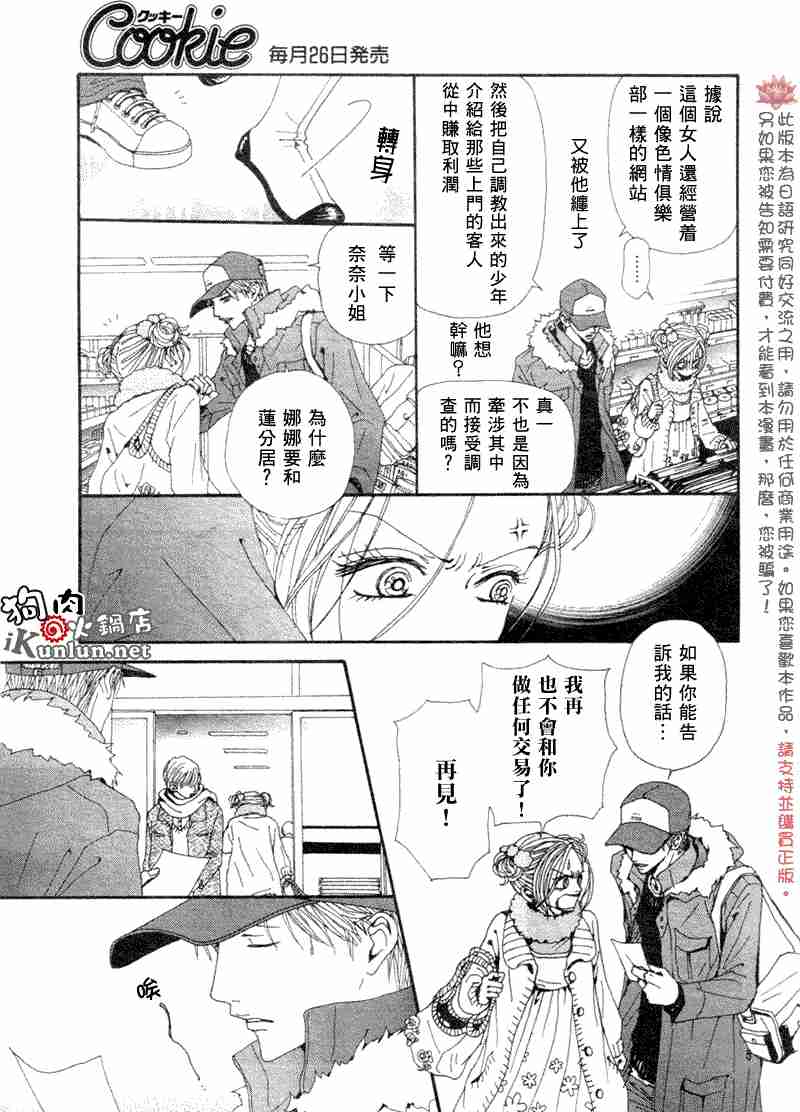 クッキー
Cookie
毎月26日発売
據說
這個女人還經營着
一個像色情俱樂
部一樣的網站
……
又被他纏上了
然後把自己調教出來的少年
介紹給那些上門的客人
從中賺取利潤
他想
幹嘛?
真一
不也是因為
牽涉其中
而接受調
查的嗎?
轉身
等一下
奈奈小姐
為什麼
娜娜要和
蓮分居?
如果你能告
訴我的話…
我再
也不會和你
做任何交易了!
再見!
唉
狗肉
火鍋店
iKunlun.net
此版本為日語研究同好交流之用，請勿用於任何商業用途。如果您喜歡本作品，請支持並購買正版。
另如果您被告知需要付費，才能看到本漫畫，那麼，您被騙了！